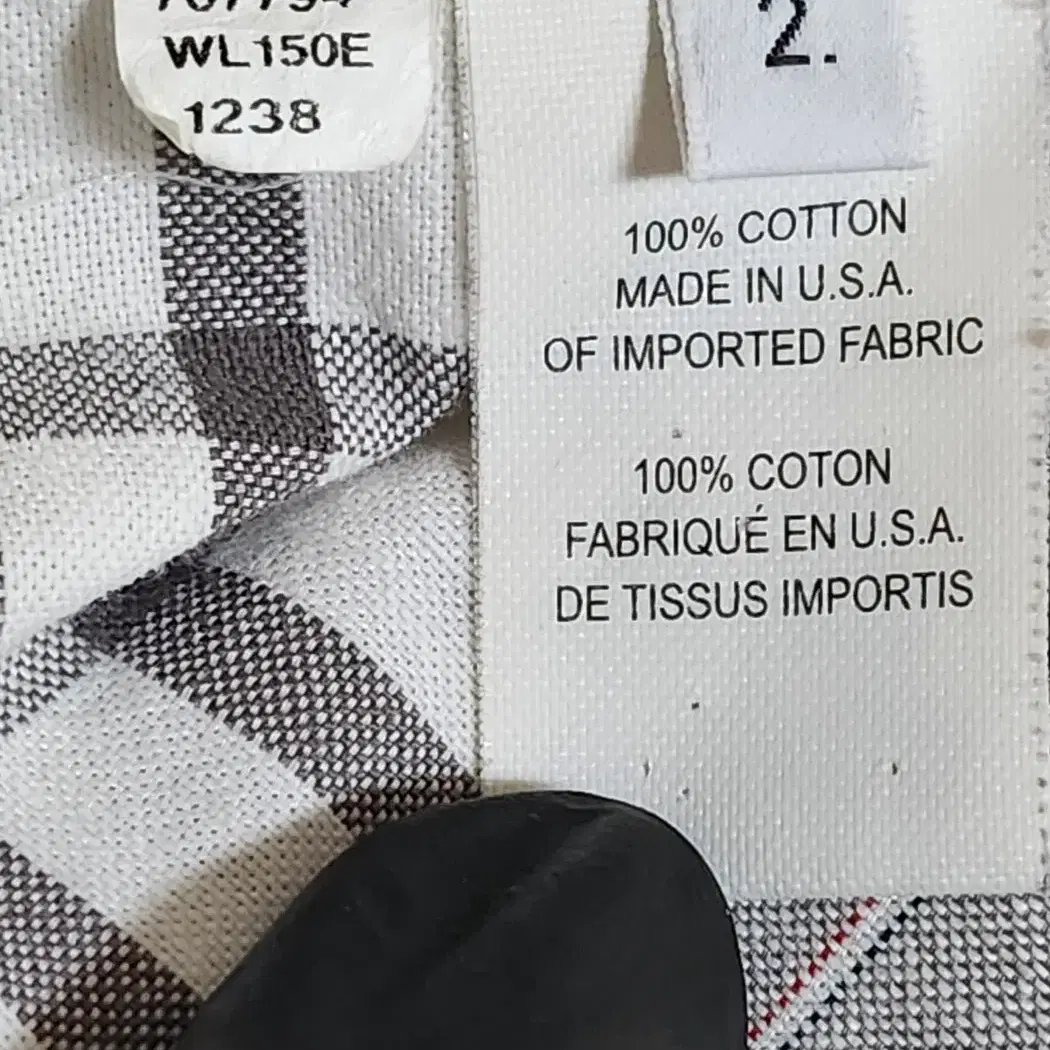 WL150E
1238
2.
100% COTTON
MADE IN U.S.A.
OF IMPORTED FABRIC
100% COTON
FABRIQUÉ EN U.S.A.
DE TISSUS IMPORTIS